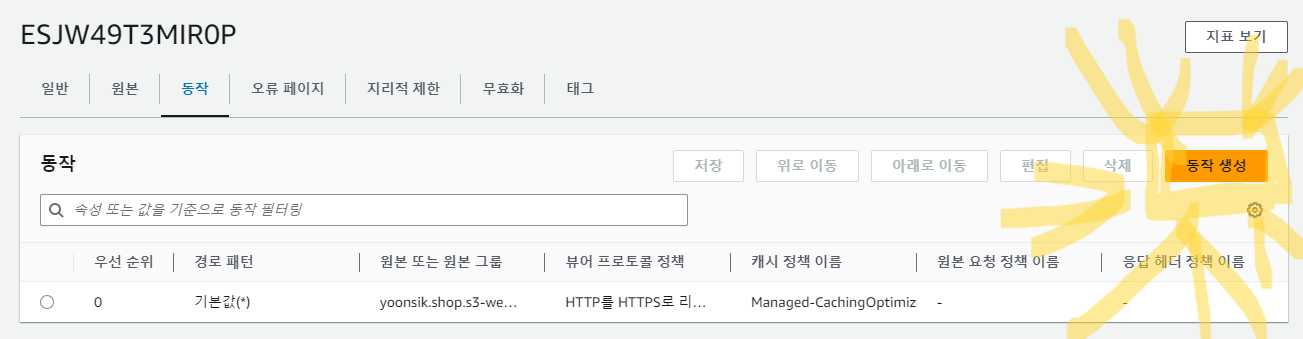 ESJW49T3MIR0P
지표 보기
일반 원본 동작 오류 페이지 지리적 제한 무효화 태그
동작
저장 위로 이동 아래로 이동 편집 삭제 동작 생성
속성 또는 값을 기준으로 동작 필터링
우선 순위 경로 패턴 원본 또는 원본 그룹 뷰어 프로토콜 정책 캐시 정책 이름 원본 요청 정책 이름 응답 헤더 정책 이름
0 기본값(*) yoonsik.shop.s3-we... HTTP를 HTTPS로 리... Managed-CachingOptimiz - -